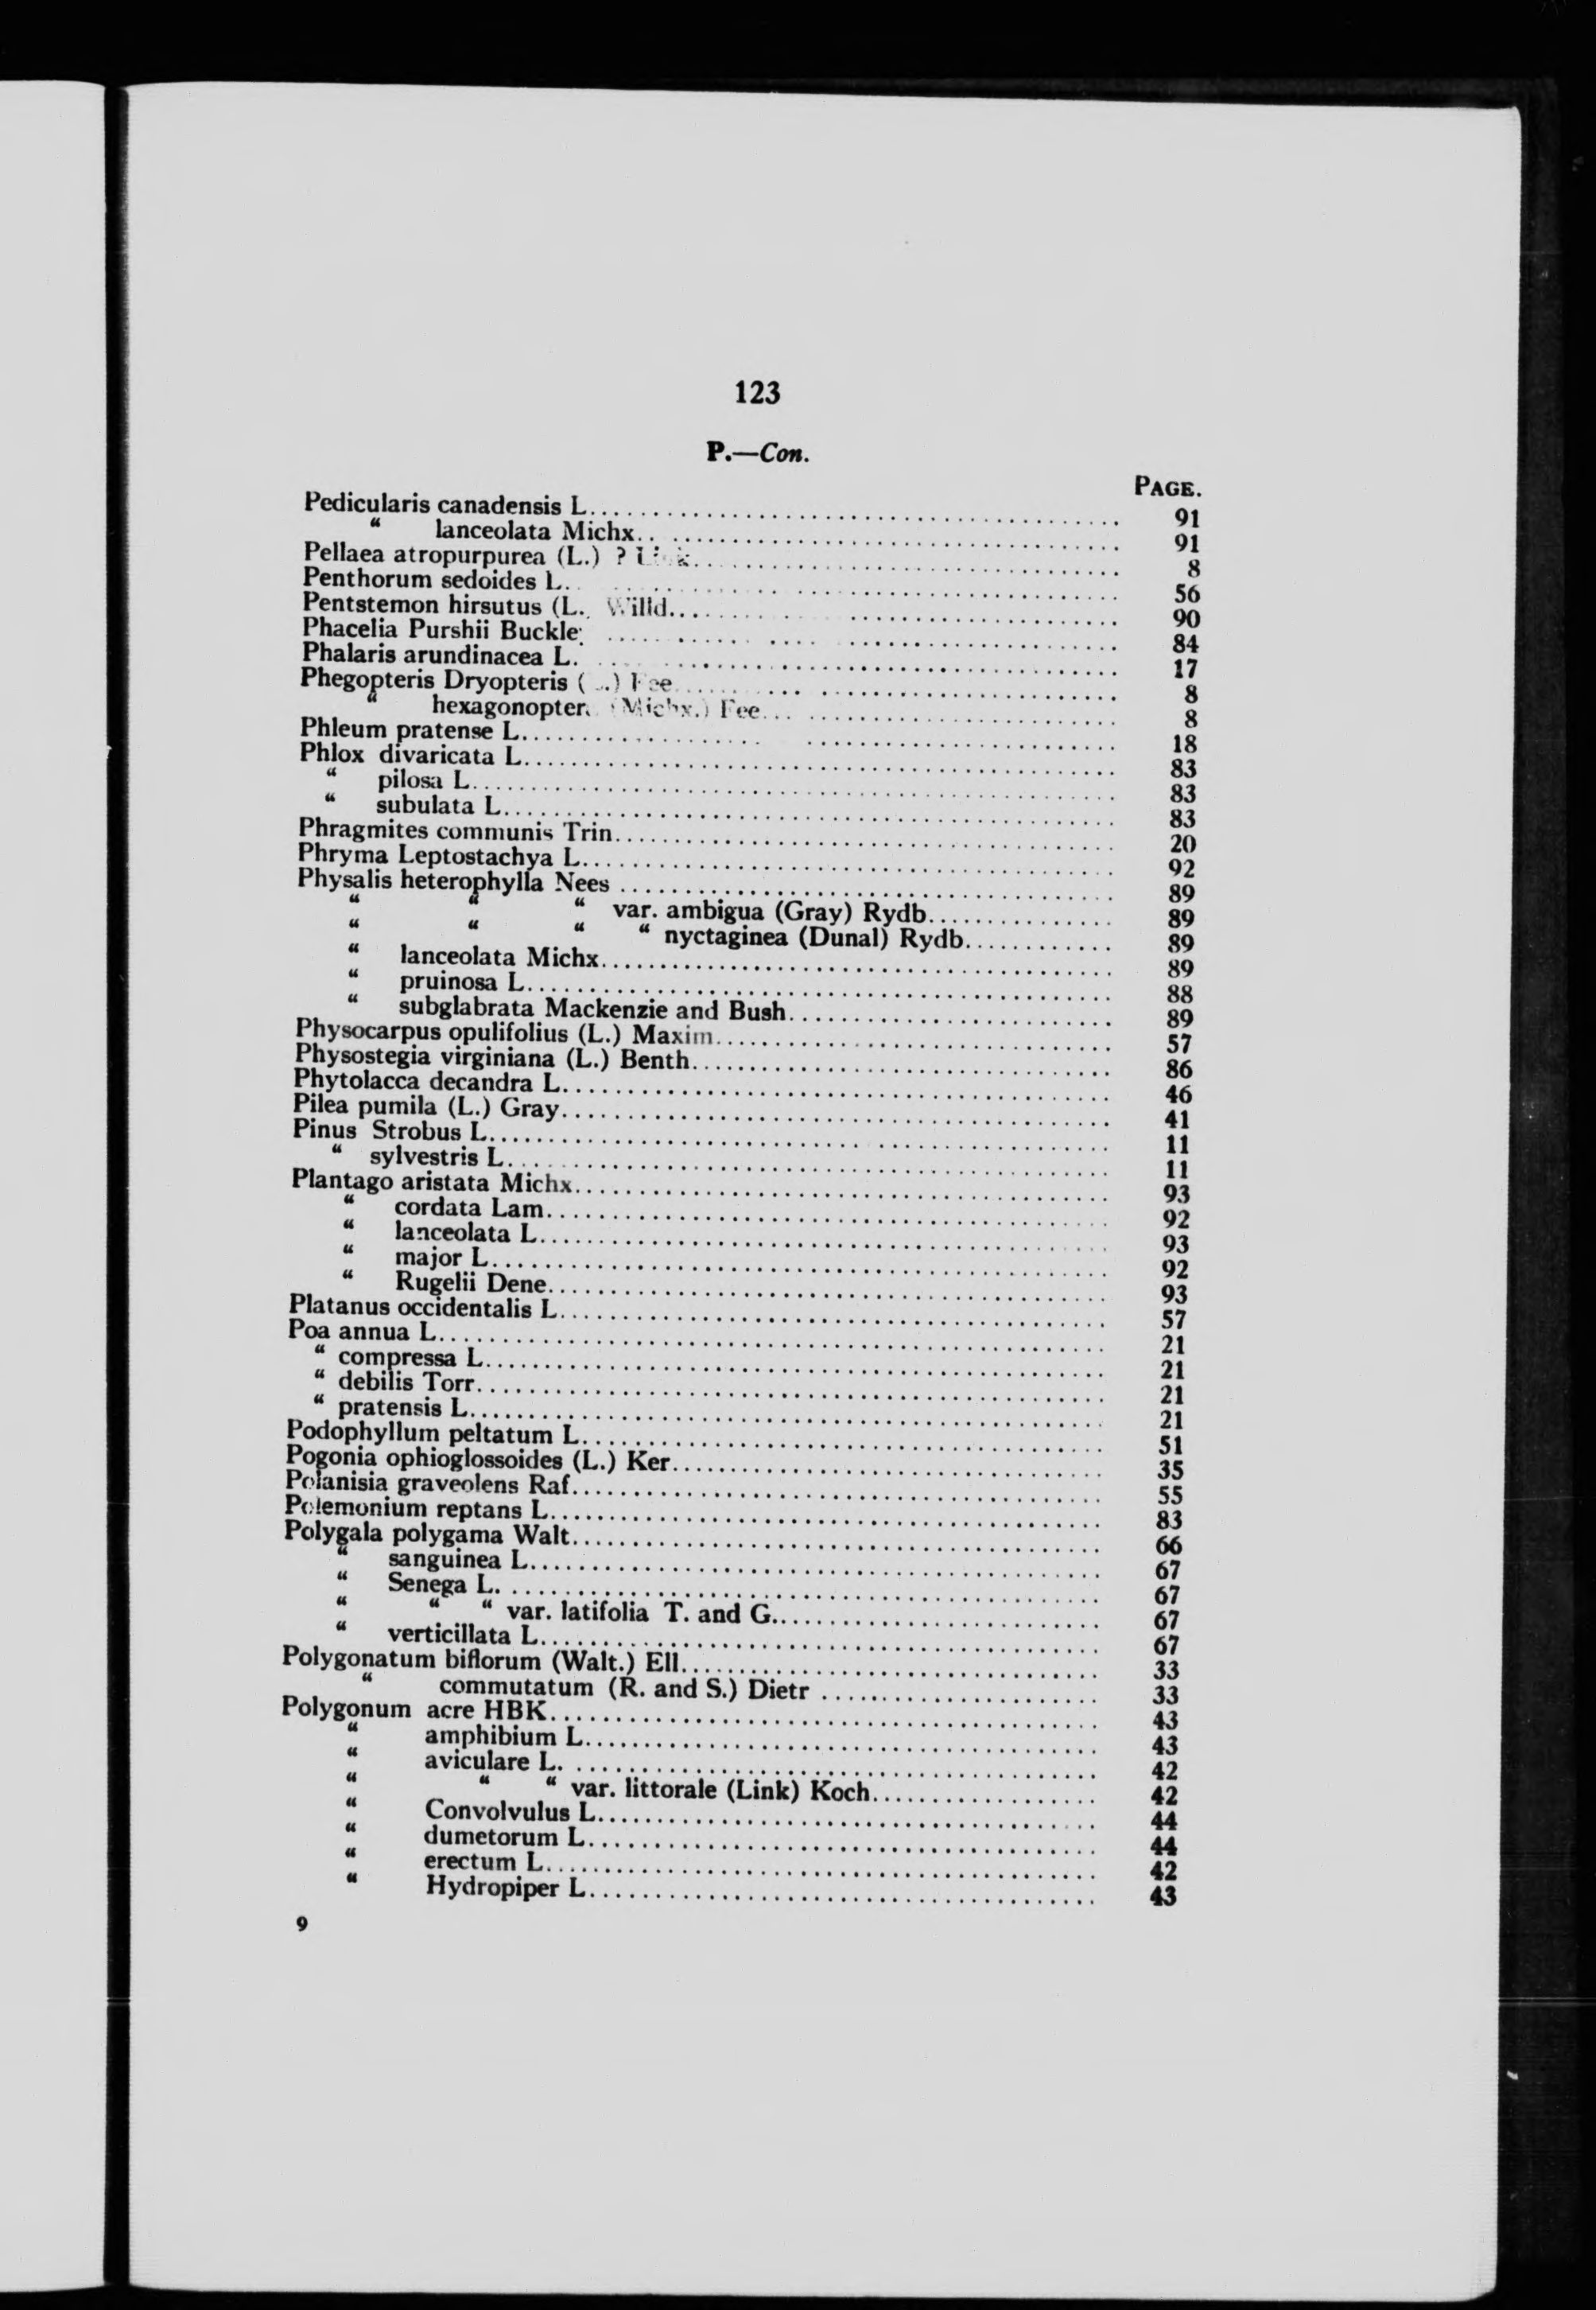 123
P.—Con.
PAGE.
Pedicularis canadensis L. 91
“ lanceolata Michx. 91
Pellaea atropurpurea (L.) ? 8
Penthorum sedoides L. 56
Pentstemon hirsutus (L. Willd. 90
Phacelia Purshii Buckle 84
Phalaris arundinacea L. 17
Phegopteris Dryopteris ( .) Fee 8
“ hexagonopter (Michx.) Fee 8
Phleum pratense L. 18
Phlox divaricata L. 83
“ pilosa L. 83
“ subulata L. 83
Phragmites communis Trin. 20
Phryma Leptostachya L. 92
Physalis heterophylla Nees 89
“ “ “ var. ambigua (Gray) Rydb. 89
“ “ “ “ nyctaginea (Dunal) Rydb. 89
“ lanceolata Michx. 89
“ pruinosa L. 88
“ subglabrata Mackenzie and Bush. 89
Physocarpus opulifolius (L.) Maxim. 57
Physostegia virginiana (L.) Benth. 86
Phytolacca decandra L. 46
Pilea pumila (L.) Gray. 41
Pinus Strobus L. 11
“ sylvestris L. 11
Plantago aristata Michx. 93
“ cordata Lam. 92
“ lanceolata L. 93
“ major L. 92
“ Rugelii Dene. 93
Platanus occidentalis L. 57
Poa annua L. 21
“ compressa L. 21
“ debilis Torr. 21
“ pratensis L. 21
Podophyllum peltatum L. 51
Pogonia ophioglossoides (L.) Ker. 35
Polanisia graveolens Raf. 55
Polemonium reptans L. 83
Polygala polygama Walt. 66
“ sanguinea L. 67
“ Senega L. 67
“ “ “ var. latifolia T. and G. 67
“ verticillata L. 67
Polygonatum biflorum (Walt.) Ell. 33
“ commutatum (R. and S.) Dietr 33
Polygonum acre HBK. 43
“ amphibium L. 43
“ aviculare L. 42
“ “ “ var. littorale (Link) Koch. 42
“ Convolvulus L. 44
“ dumetorum L. 44
“ erectum L. 42
“ Hydropiper L. 43
9